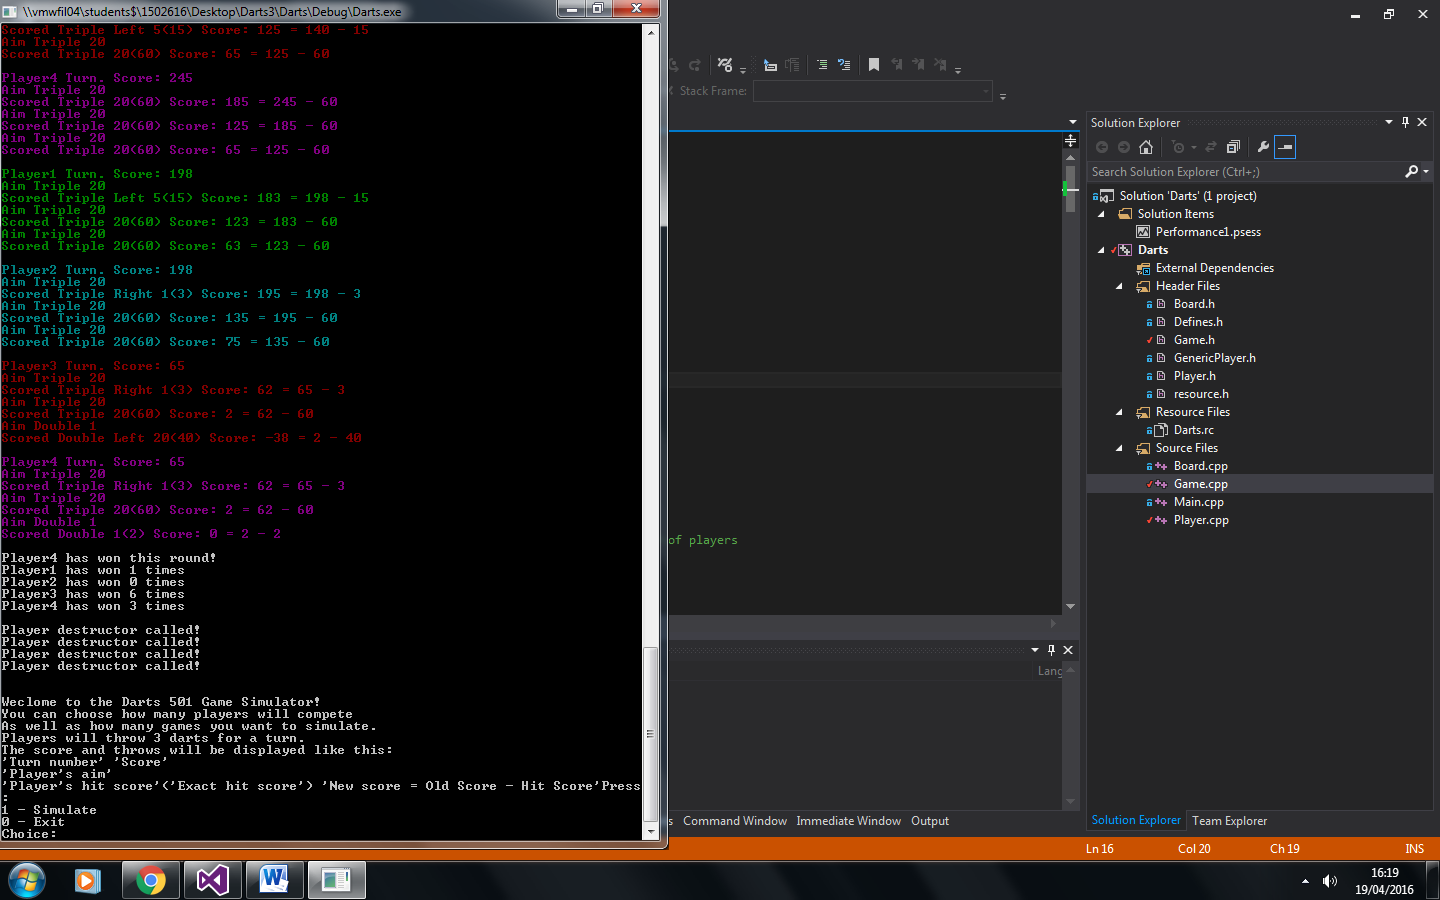 \\vmwfil04\students$\1502616\Desktop\Darts3\Darts\Debug\Darts.exe
Scored Triple Left 5(15) Score: 125 = 140 - 15
Aim Triple 20
Scored Triple 20(60) Score: 65 = 125 - 60
Player4 Turn. Score: 245
Aim Triple 20
Scored Triple 20(60) Score: 185 = 245 - 60
Aim Triple 20
Scored Triple 20(60) Score: 125 = 185 - 60
Aim Triple 20
Scored Triple 20(60) Score: 65 = 125 - 60
Player1 Turn. Score: 198
Aim Triple 20
Scored Triple Left 5(15) Score: 183 = 198 - 15
Aim Triple 20
Scored Triple 20(60) Score: 123 = 183 - 60
Aim Triple 20
Scored Triple 20(60) Score: 63 = 123 - 60
Player2 Turn. Score: 198
Aim Triple 20
Scored Triple Right 1(3) Score: 195 = 198 - 3
Aim Triple 20
Scored Triple 20(60) Score: 135 = 195 - 60
Aim Triple 20
Scored Triple 20(60) Score: 75 = 135 - 60
Player3 Turn. Score: 65
Aim Triple 20
Scored Triple Right 1(3) Score: 62 = 65 - 3
Aim Triple 20
Scored Triple 20(60) Score: 2 = 62 - 60
Aim Double 1
Scored Double Left 20(40) Score: -38 = 2 - 40
Player4 Turn. Score: 65
Aim Triple 20
Scored Triple Right 1(3) Score: 62 = 65 - 3
Aim Triple 20
Scored Triple 20(60) Score: 2 = 62 - 60
Aim Double 1
Scored Double 1(2) Score: 0 = 2 - 2
Player4 has won this round!
Player1 has won 1 times
Player2 has won 0 times
Player3 has won 6 times
Player4 has won 3 times
Player destructor called!
Player destructor called!
Player destructor called!
Player destructor called!
Weclome to the Darts 501 Game Simulator!
You can choose how many players will compete
As well as how many games you want to simulate.
Players will throw 3 darts for a turn.
The score and throws will be displayed like this:
'Turn number' 'Score'
'Player's aim'
'Player's hit score'('Exact hit score') 'New score = Old Score - Hit Score'Press
:
1 - Simulate
0 - Exit
Choice:
Stack Frame:
of players
Lang
Command Window
Immediate Window
Output
Solution Explorer
Search Solution Explorer (Ctrl+;)
Solution 'Darts' (1 project)
Solution Items
Performance1.psess
Darts
External Dependencies
Header Files
Board.h
Defines.h
Game.h
GenericPlayer.h
Player.h
resource.h
Resource Files
Darts.rc
Source Files
Board.cpp
Game.cpp
Main.cpp
Player.cpp
Solution Explorer
Team Explorer
Ln 16
Col 20
Ch 19
INS
16:19
19/04/2016